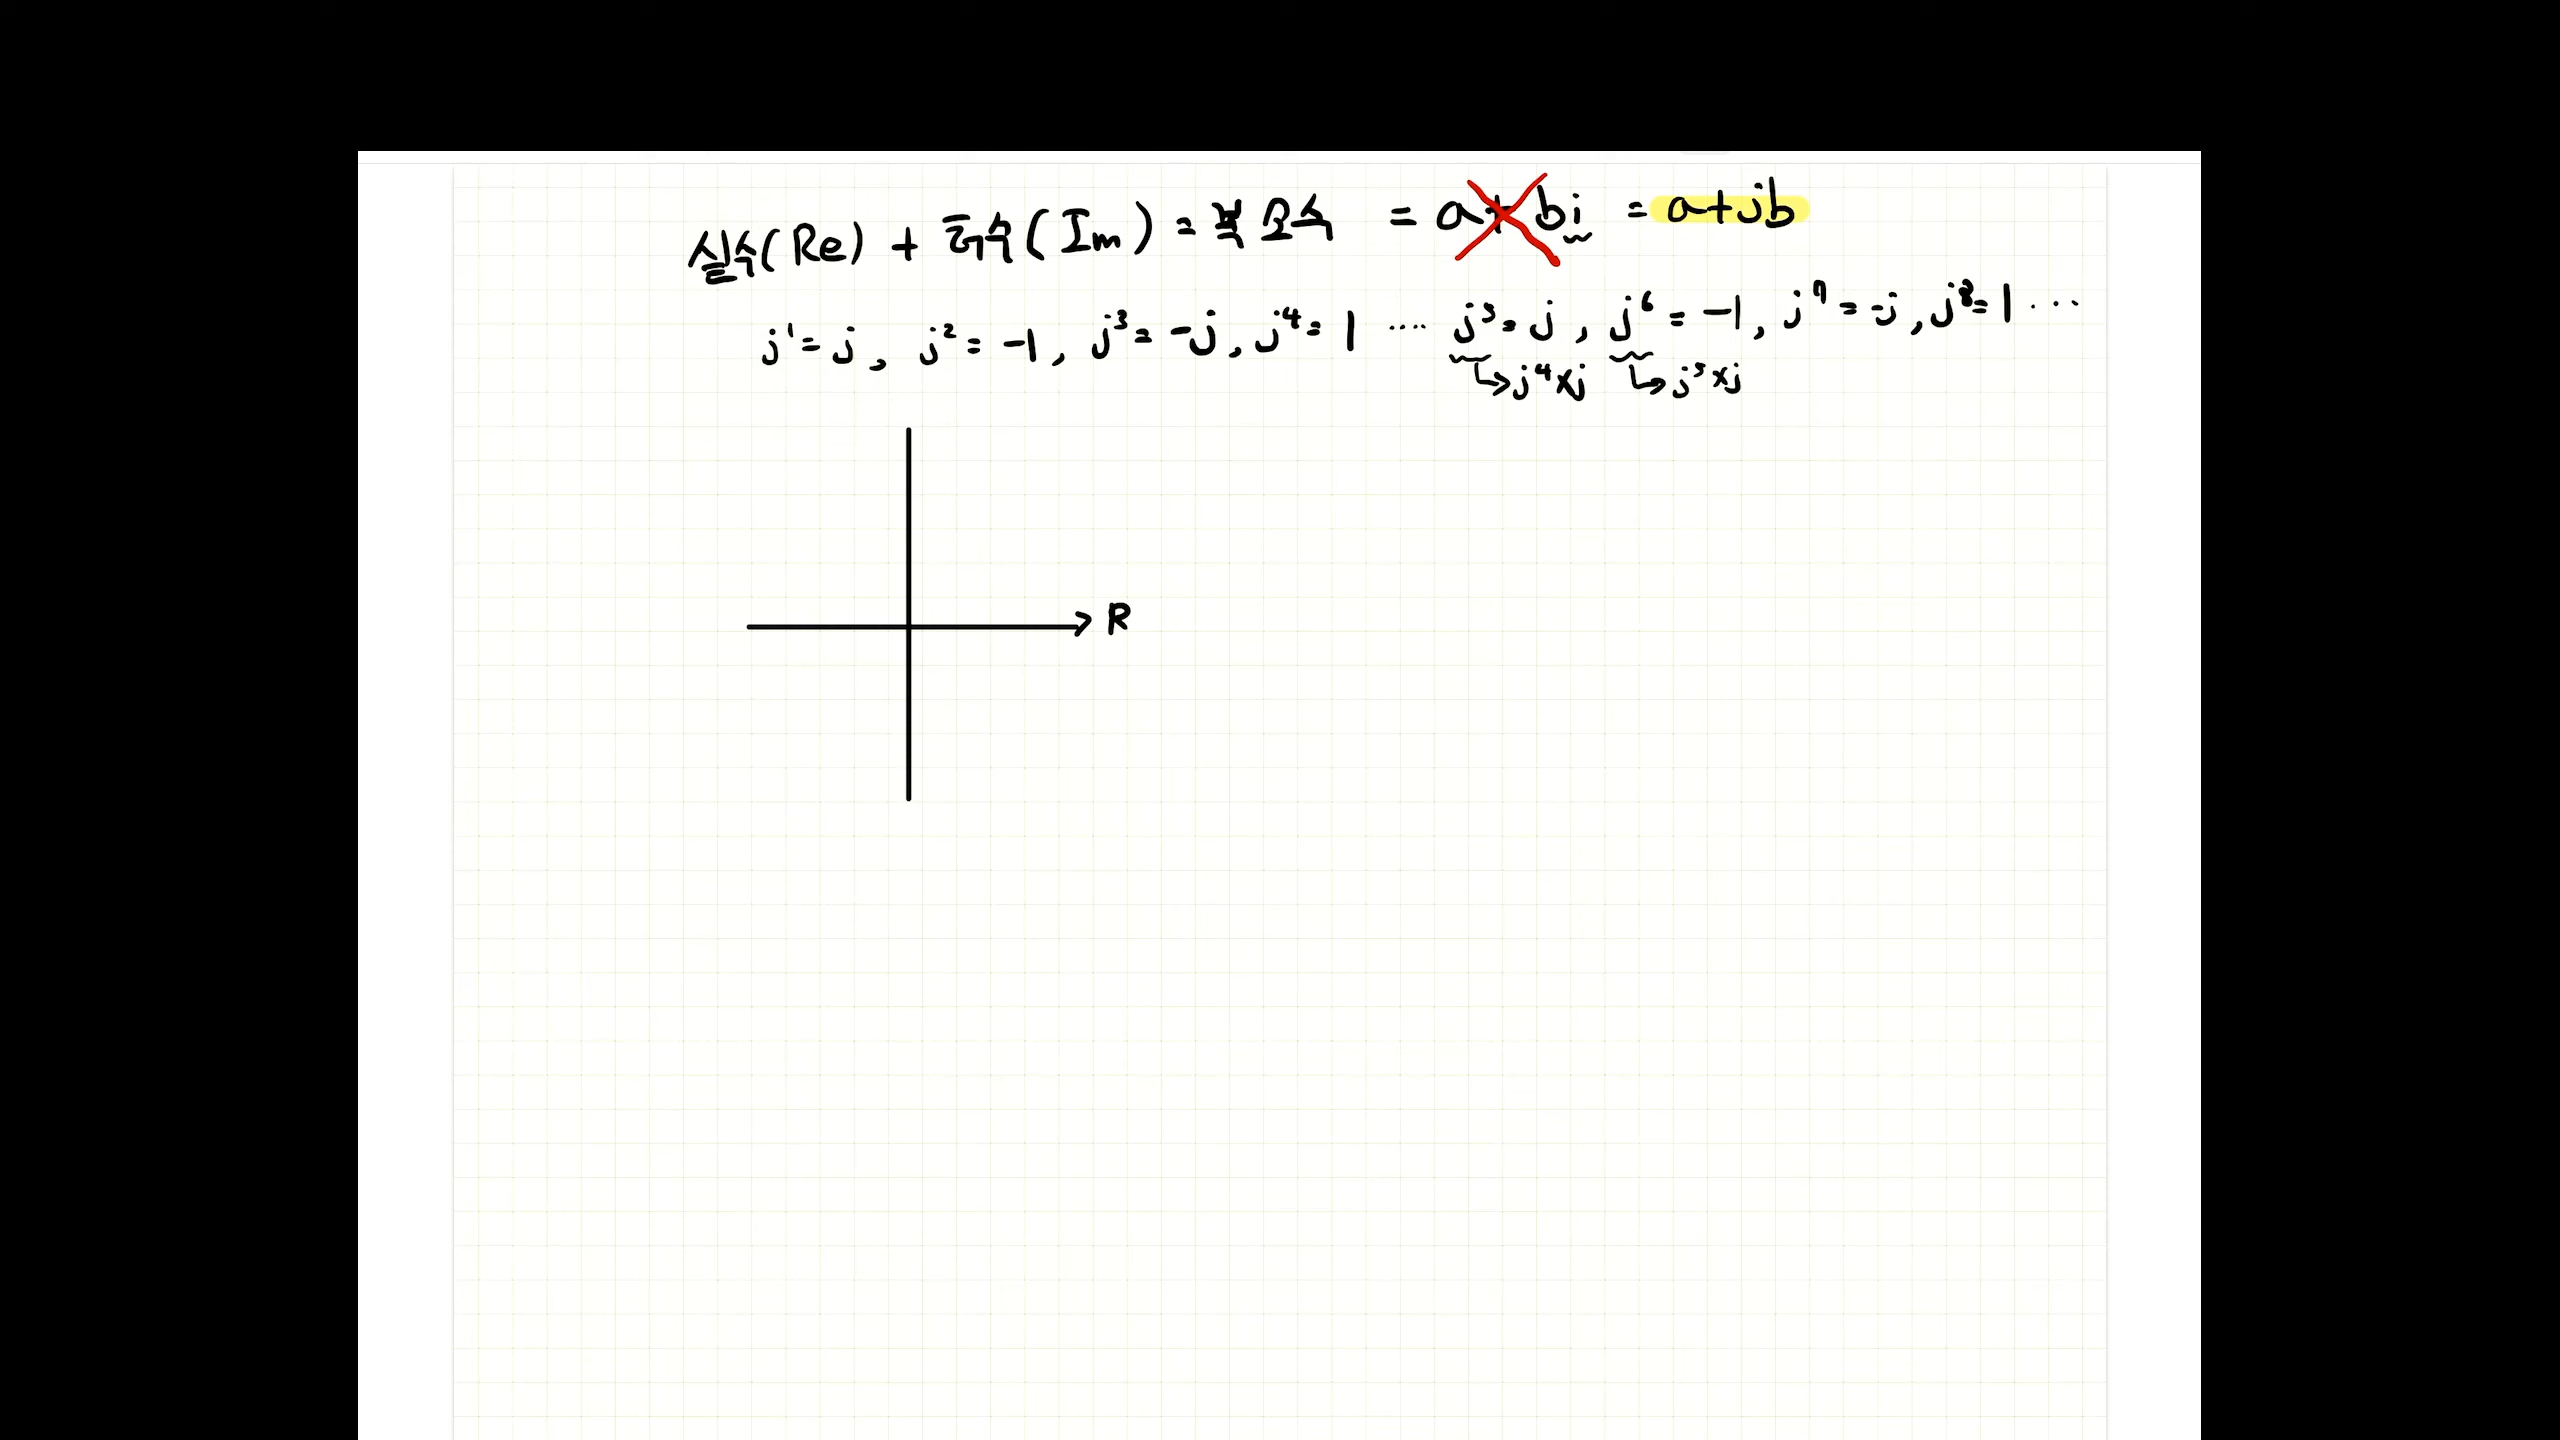 실수(Re) + 허수(Im) = 복소수 = a+bi = a+jb
j¹ = j, j² = -1, j³ = -j, j⁴ = 1 .... j⁵ = j, j⁶ = -1, j⁷ = -j, j⁸ = 1 ...
↳j⁴×j ↳j⁵×j
R